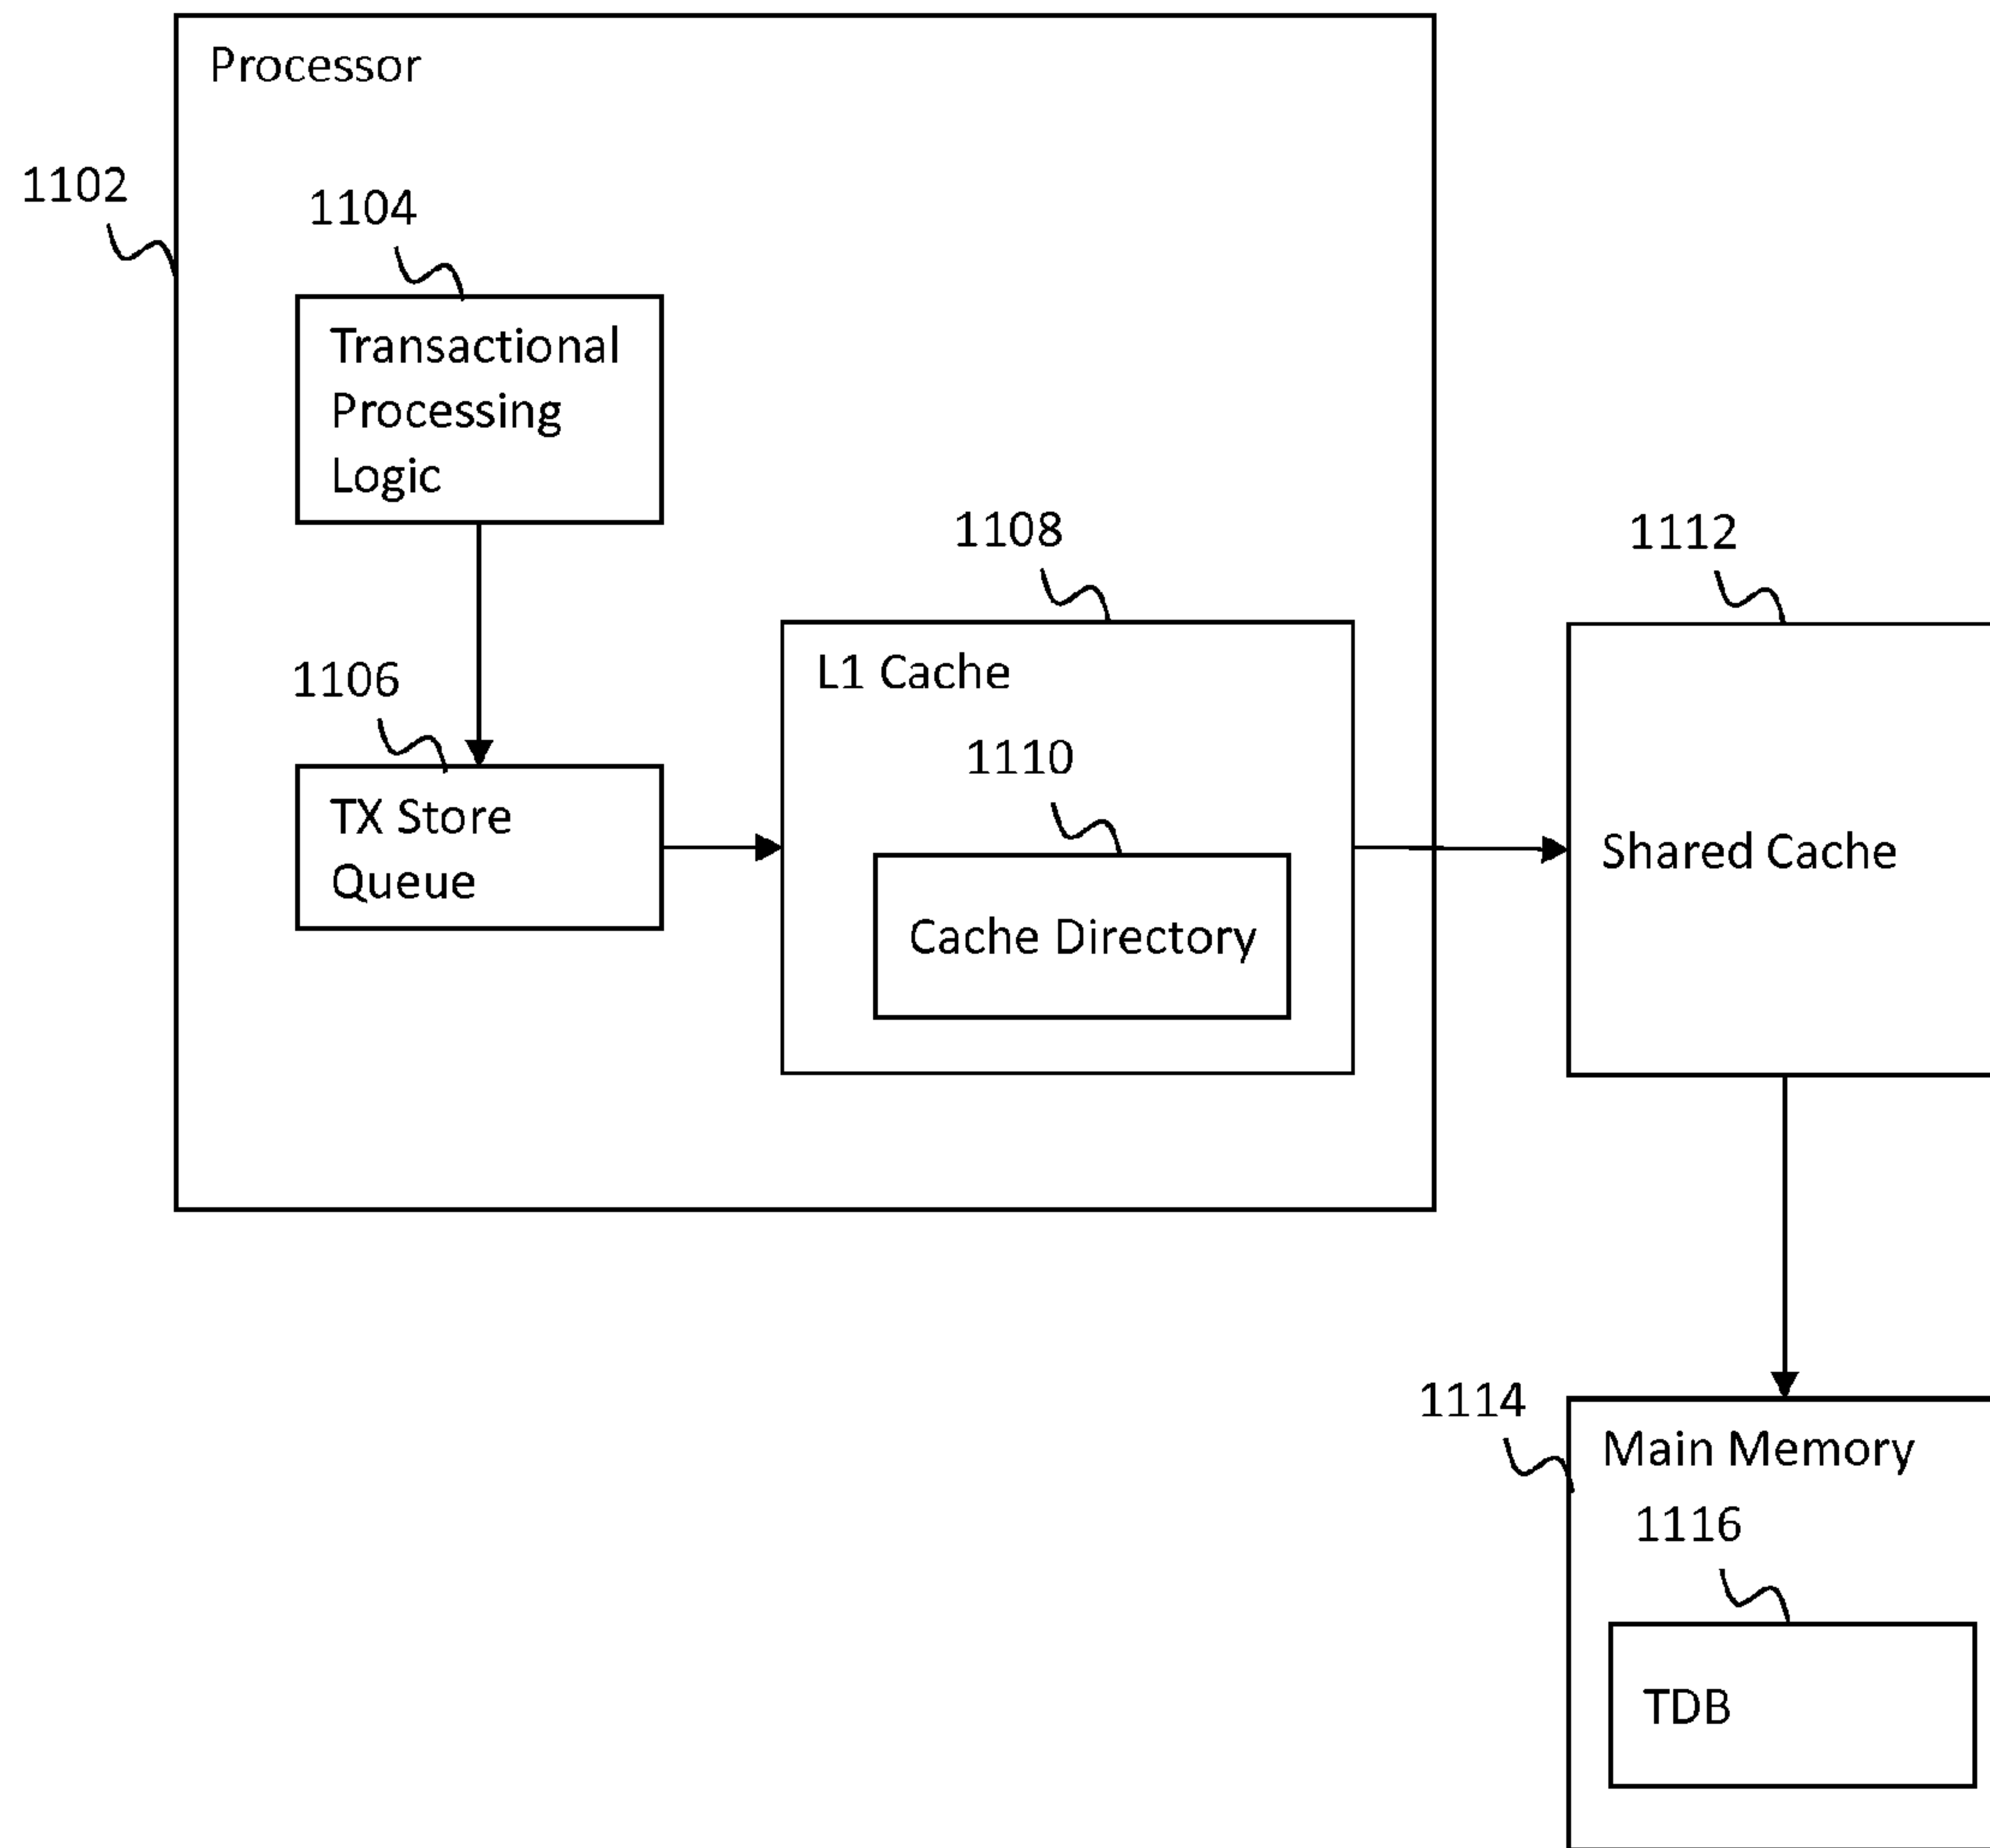 Processor
1102
1104
Transactional
Processing
Logic
1108
1112
1106
L1 Cache
1110
TX Store
Queue
Shared Cache
Cache Directory
1114
Main Memory
1116
TDB